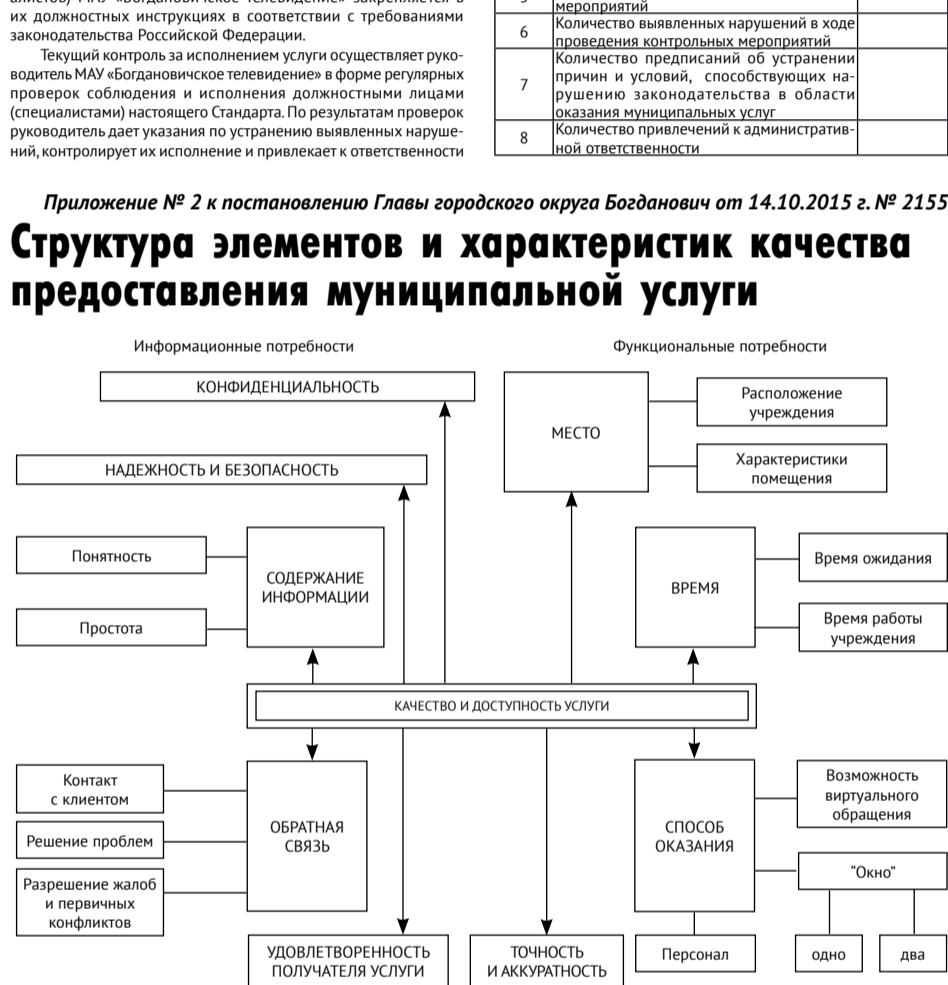 их должностных инструкциях в соответствии с требованиями
законодательства Российской Федерации.
Текущий контроль за исполнением услуги осуществляет руко-
водитель МАУ «Богдановичское телевидение» в форме регулярных
проверок соблюдения и исполнения должностными лицами
(специалистами) настоящего Стандарта. По результатам проверок
руководитель дает указания по устранению выявленных наруше-
ний, контролирует их исполнение и привлекает к ответственности
мероприятий
6
Количество выявленных нарушений в ходе
проведения контрольных мероприятий
7
Количество предписаний об устранении
причин и условий, способствующих на-
рушению законодательства в области
оказания муниципальных услуг
8
Количество привлечений к административ-
ной ответственности
Приложение № 2 к постановлению Главы городского округа Богданович от 14.10.2015 г. № 2155
Структура элементов и характеристик качества
предоставления муниципальной услуги
Информационные потребности
Функциональные потребности
КОНФИДЕНЦИАЛЬНОСТЬ
НАДЕЖНОСТЬ И БЕЗОПАСНОСТЬ
МЕСТО
Расположение
учреждения
Характеристики
помещения
Понятность
Простота
СОДЕРЖАНИЕ
ИНФОРМАЦИИ
ВРЕМЯ
Время ожидания
Время работы
учреждения
КАЧЕСТВО И ДОСТУПНОСТЬ УСЛУГИ
Контакт
с клиентом
Решение проблем
Разрешение жалоб
и первичных
конфликтов
ОБРАТНАЯ
СВЯЗЬ
СПОСОБ
ОКАЗАНИЯ
Возможность
виртуального
обращения
“Окно”
УДОВЛЕТВОРЕННОСТЬ
ПОЛУЧАТЕЛЯ УСЛУГИ
ТОЧНОСТЬ
И АККУРАТНОСТЬ
Персонал
одно
два